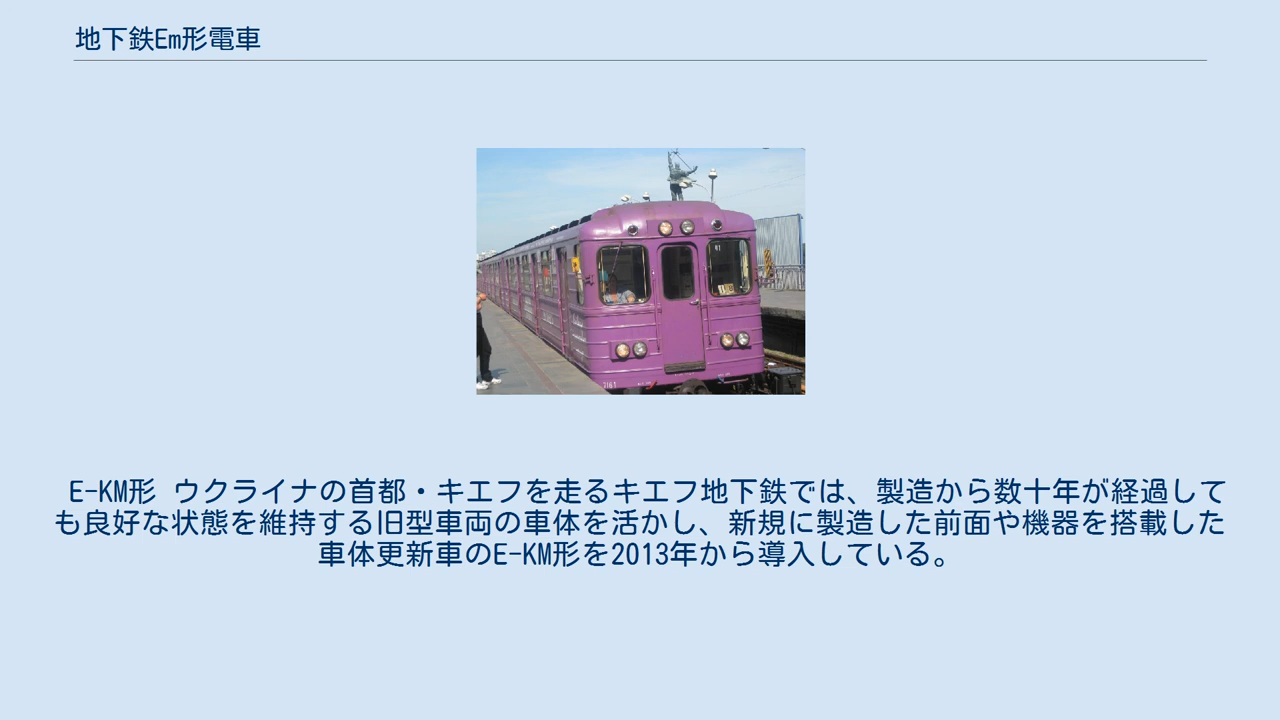 地下鉄Em形電車
E-KM形 ウクライナの首都・キエフを走るキエフ地下鉄では、製造から数十年が経過して
も良好な状態を維持する旧型車両の車体を活かし、新規に製造した前面や機器を搭載した
車体更新車のE-KM形を2013年から導入している。